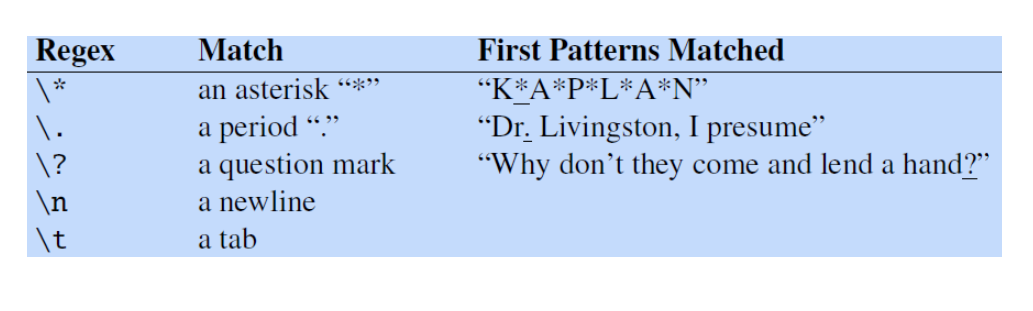 Regex Match First Patterns Matched
\* an asterisk “*” “K*A*P*L*A*N”
\. a period “.” “Dr. Livingston, I presume”
\? a question mark “Why don’t they come and lend a hand?”
\n a newline
\t a tab